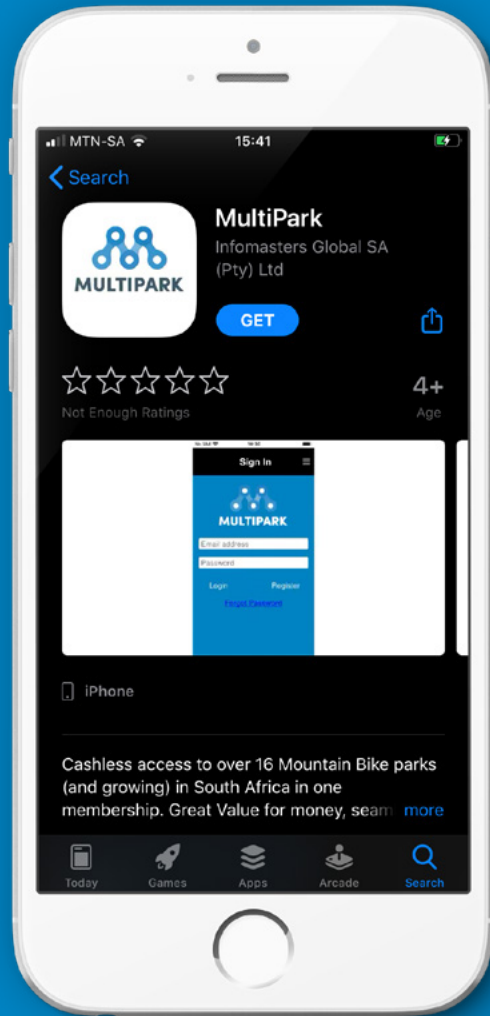 MTN-SA 15:41
Search
MultiPark
Infomasters Global SA
(Pty) Ltd
MULTIPARK
GET
4+
Not Enough Ratings Age
Sign In
MULTIPARK
Email address
Password
Login Register
Forgot Password
iPhone
Cashless access to over 16 Mountain Bike parks
(and growing) in South Africa in one
membership. Great Value for money, seam more
Today Games Apps Arcade Search